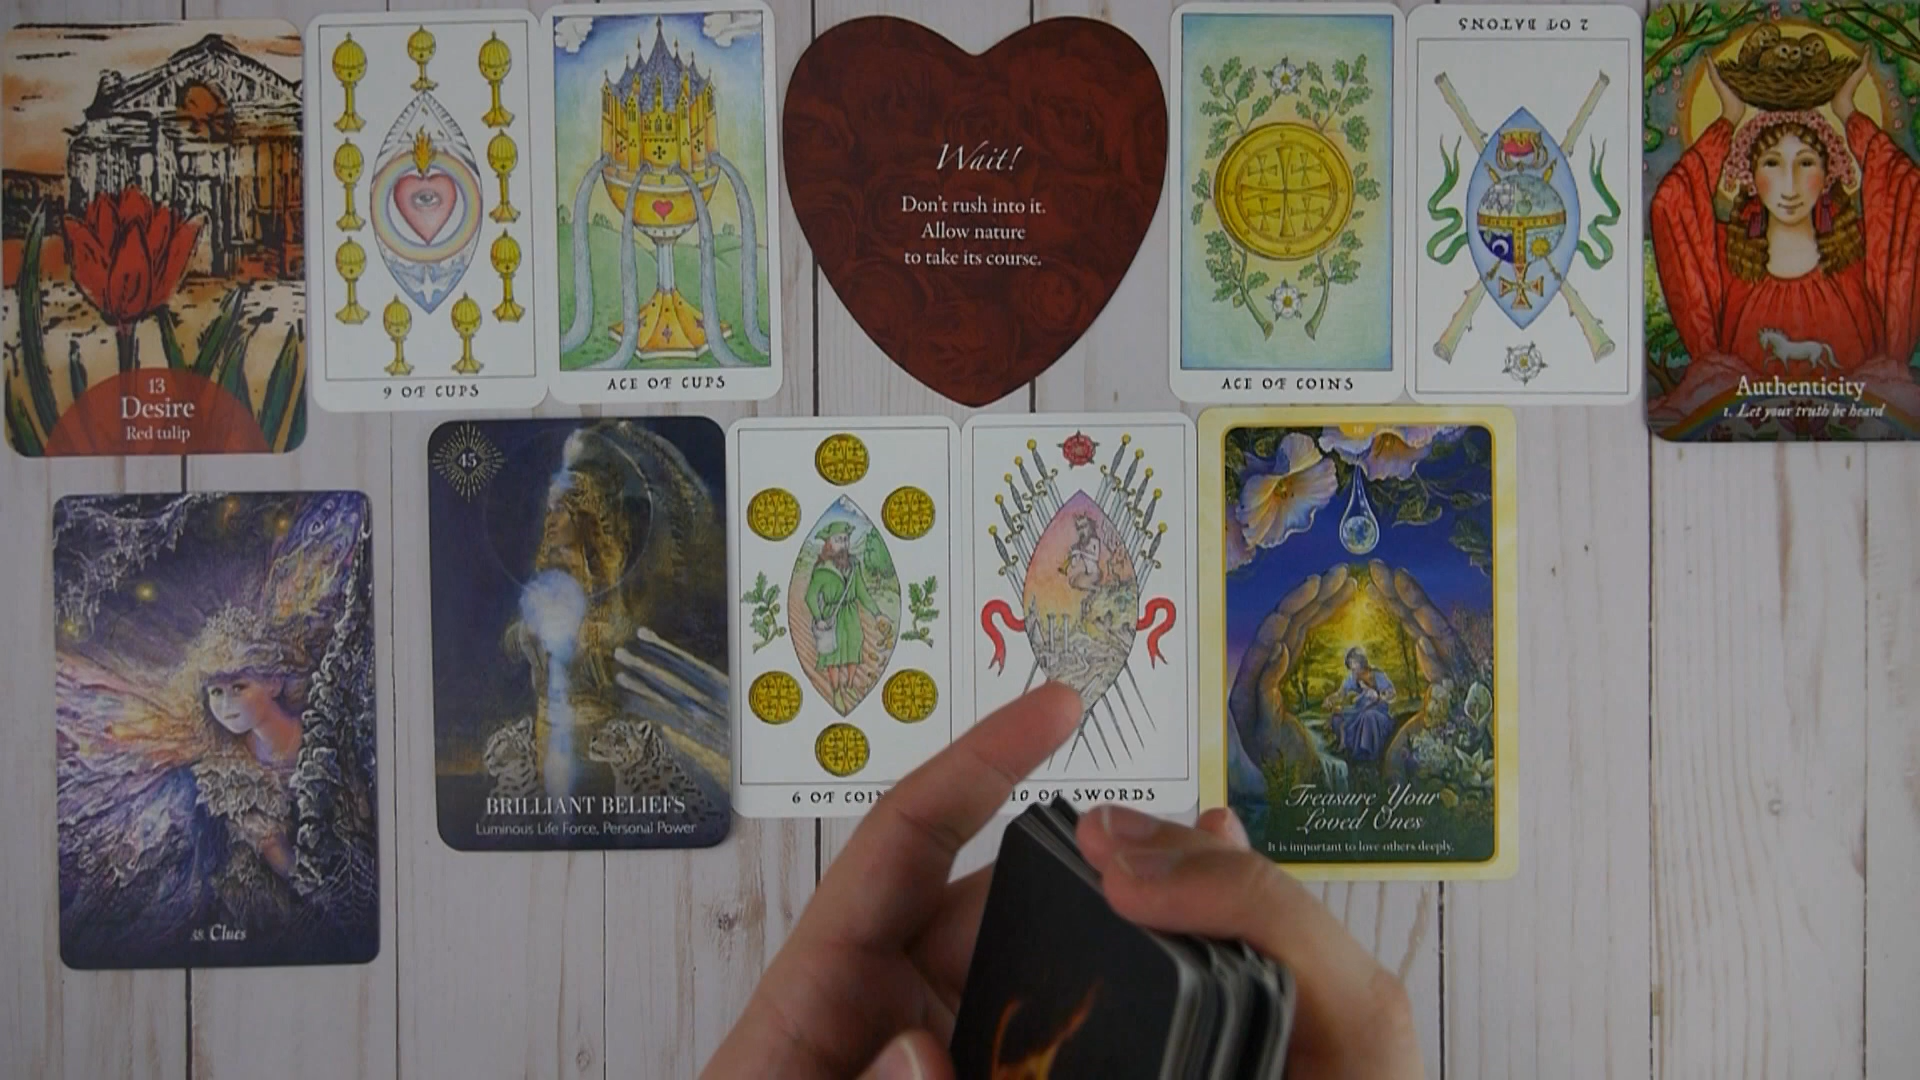 13
Desire
Red tulip
9 OF CUPS
ACE OF CUPS
Wait!
Don't rush into it.
Allow nature
to take its course.
ACE OF COINS
2 OF BATONS
Authenticity
1. Let your truth be heard
38. Clues
45
BRILLIANT BELIEFS
Luminous Life Force, Personal Power
6 OF COIN
10 OF SWORDS
Treasure Your
Loved Ones
It is important to love others deeply.